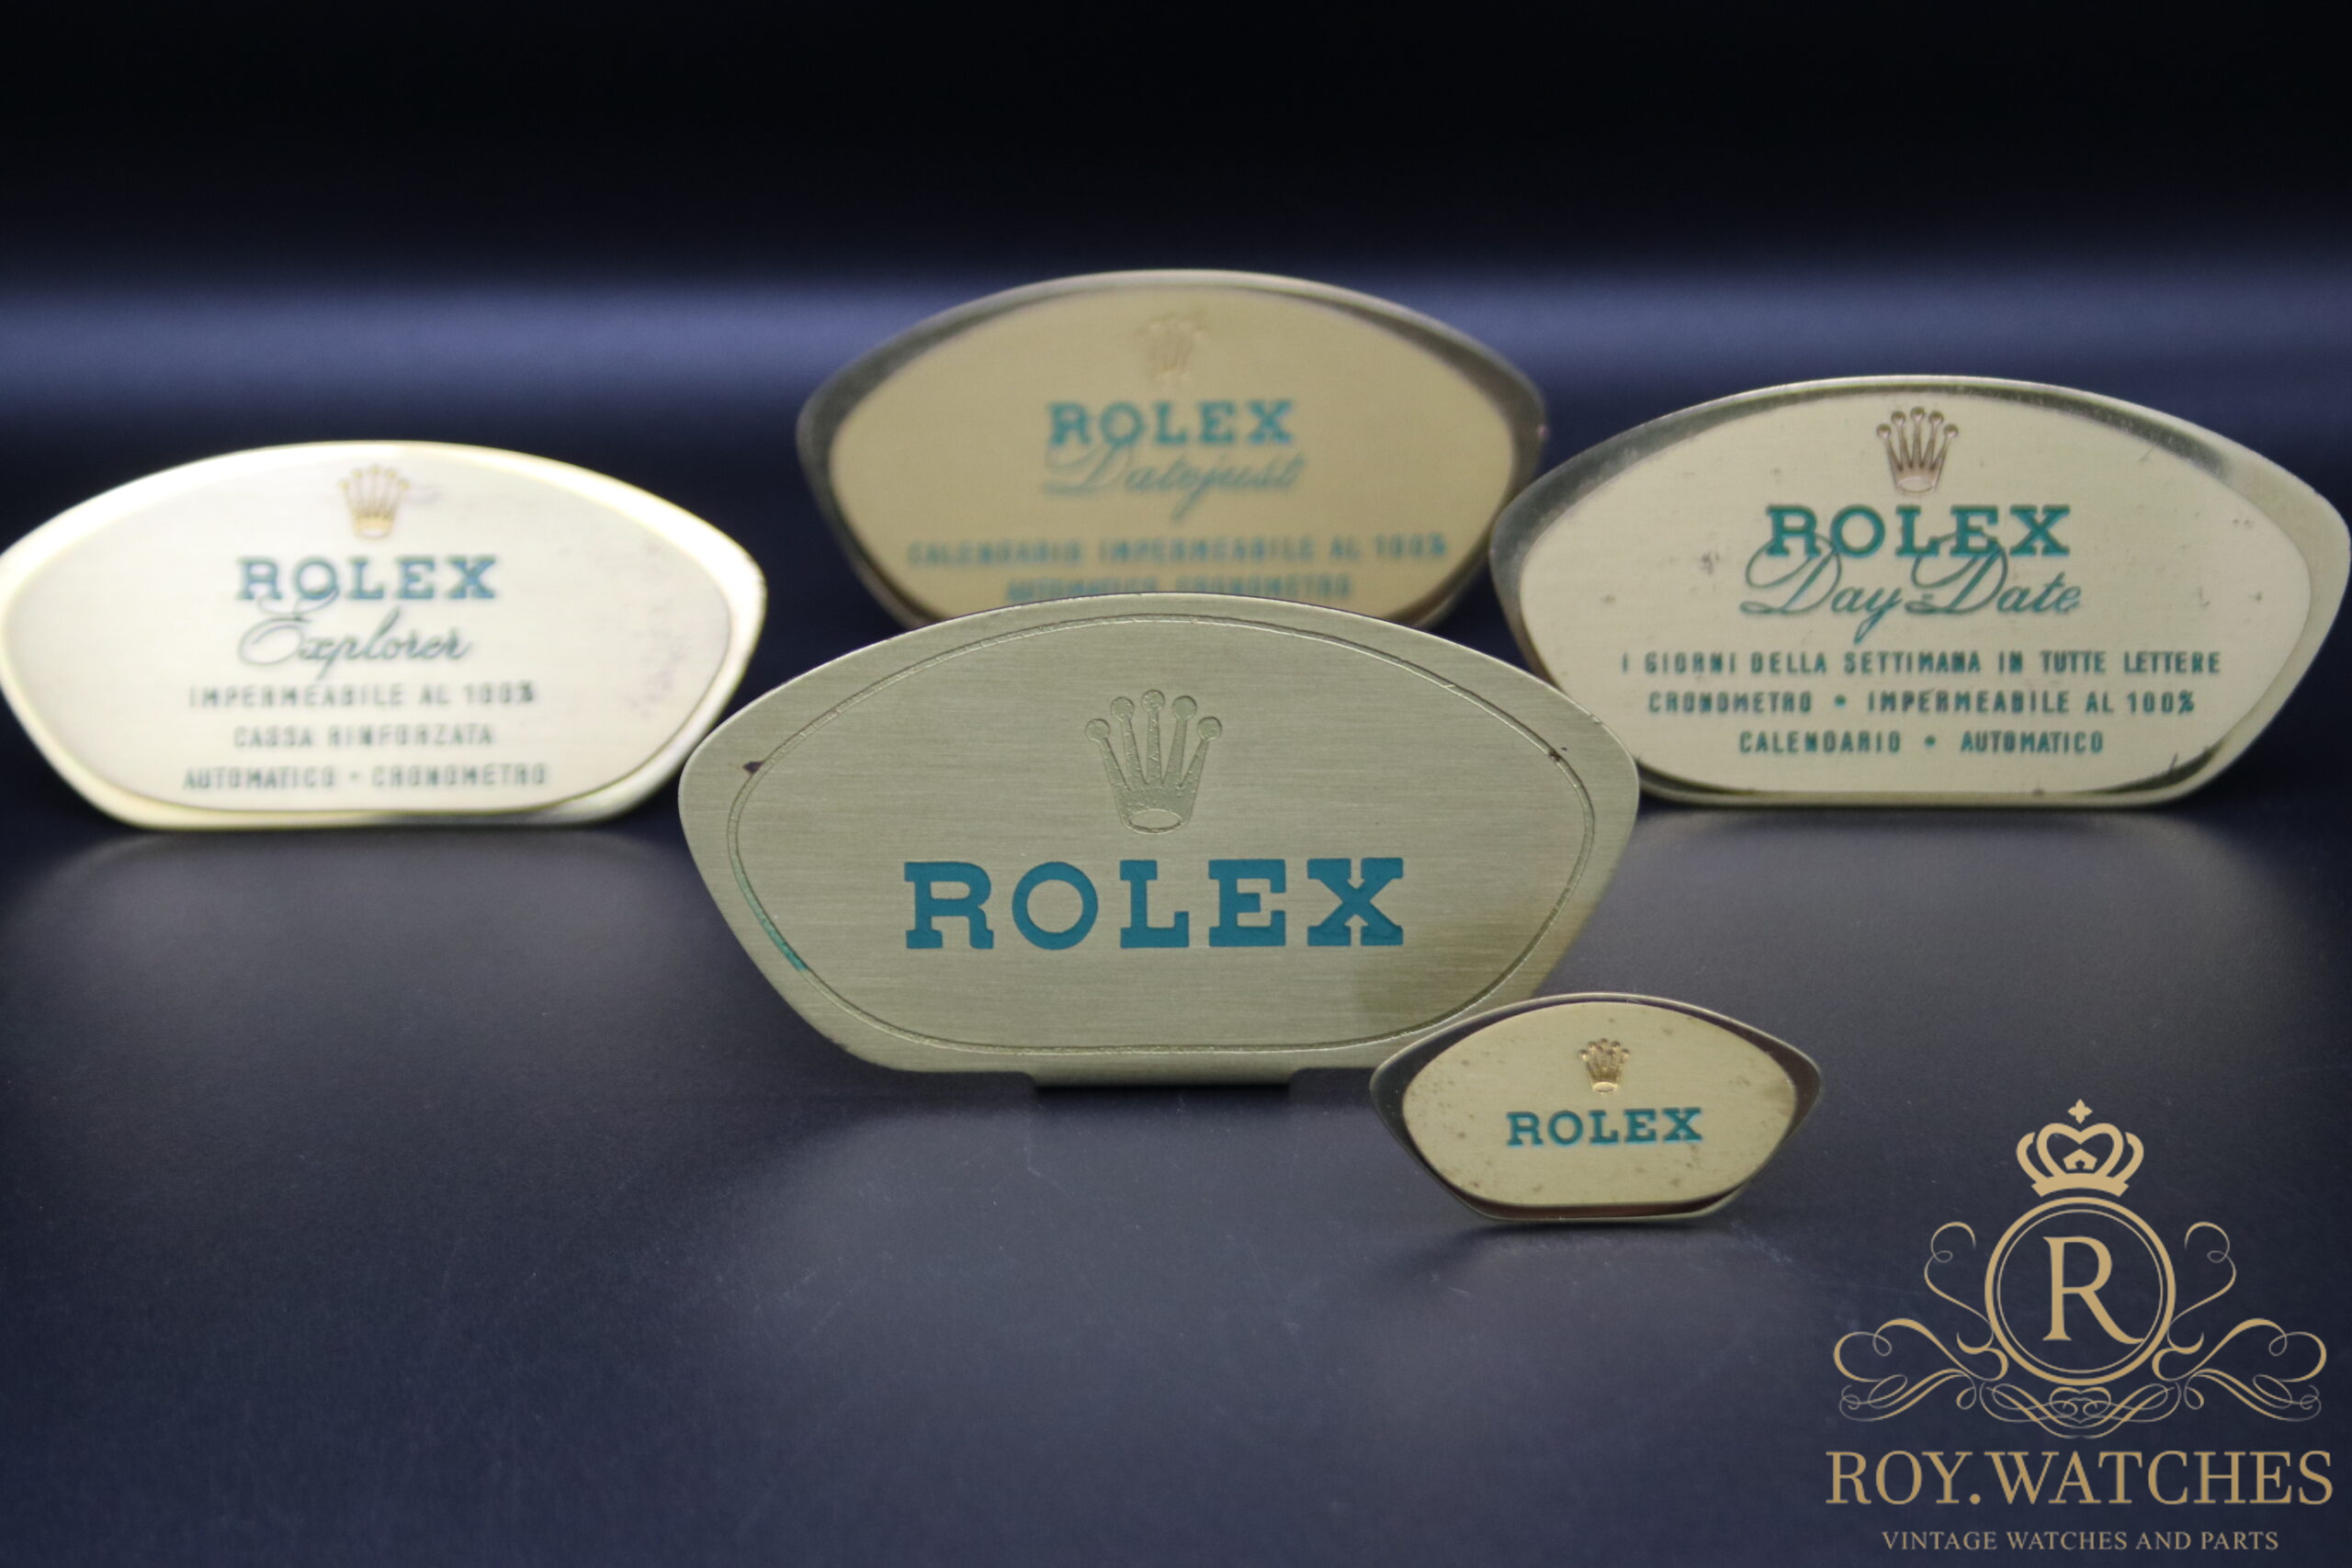 ROLEX
Explorer
IMPERMEABILE AL 100%
CASSA RINFORZATA
AUTOMATICO • CRONOMETRO
ROLEX
Datejust
CALENDARIO IMPERMEABILE AL 100%
AUTOMATICO CRONOMETRO
ROLEX
Day-Date
I GIORNI DELLA SETTIMANA IN TUTTE LETTERE
CRONOMETRO • IMPERMEABILE AL 100%
CALENDARIO • AUTOMATICO
ROLEX
ROLEX
R
ROY.WATCHES
VINTAGE WATCHES AND PARTS